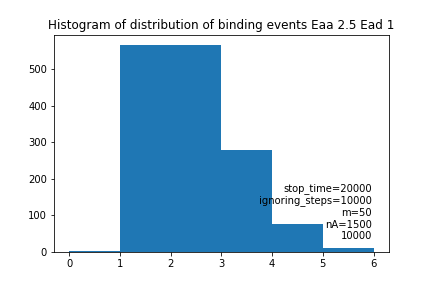 Histogram of distribution of binding events Eaa 2.5 Ead 1
500
400
300
200
100
0
stop_time=20000
ignoring_steps=10000
m=50
nA=1500
10000
0 1 2 3 4 5 6